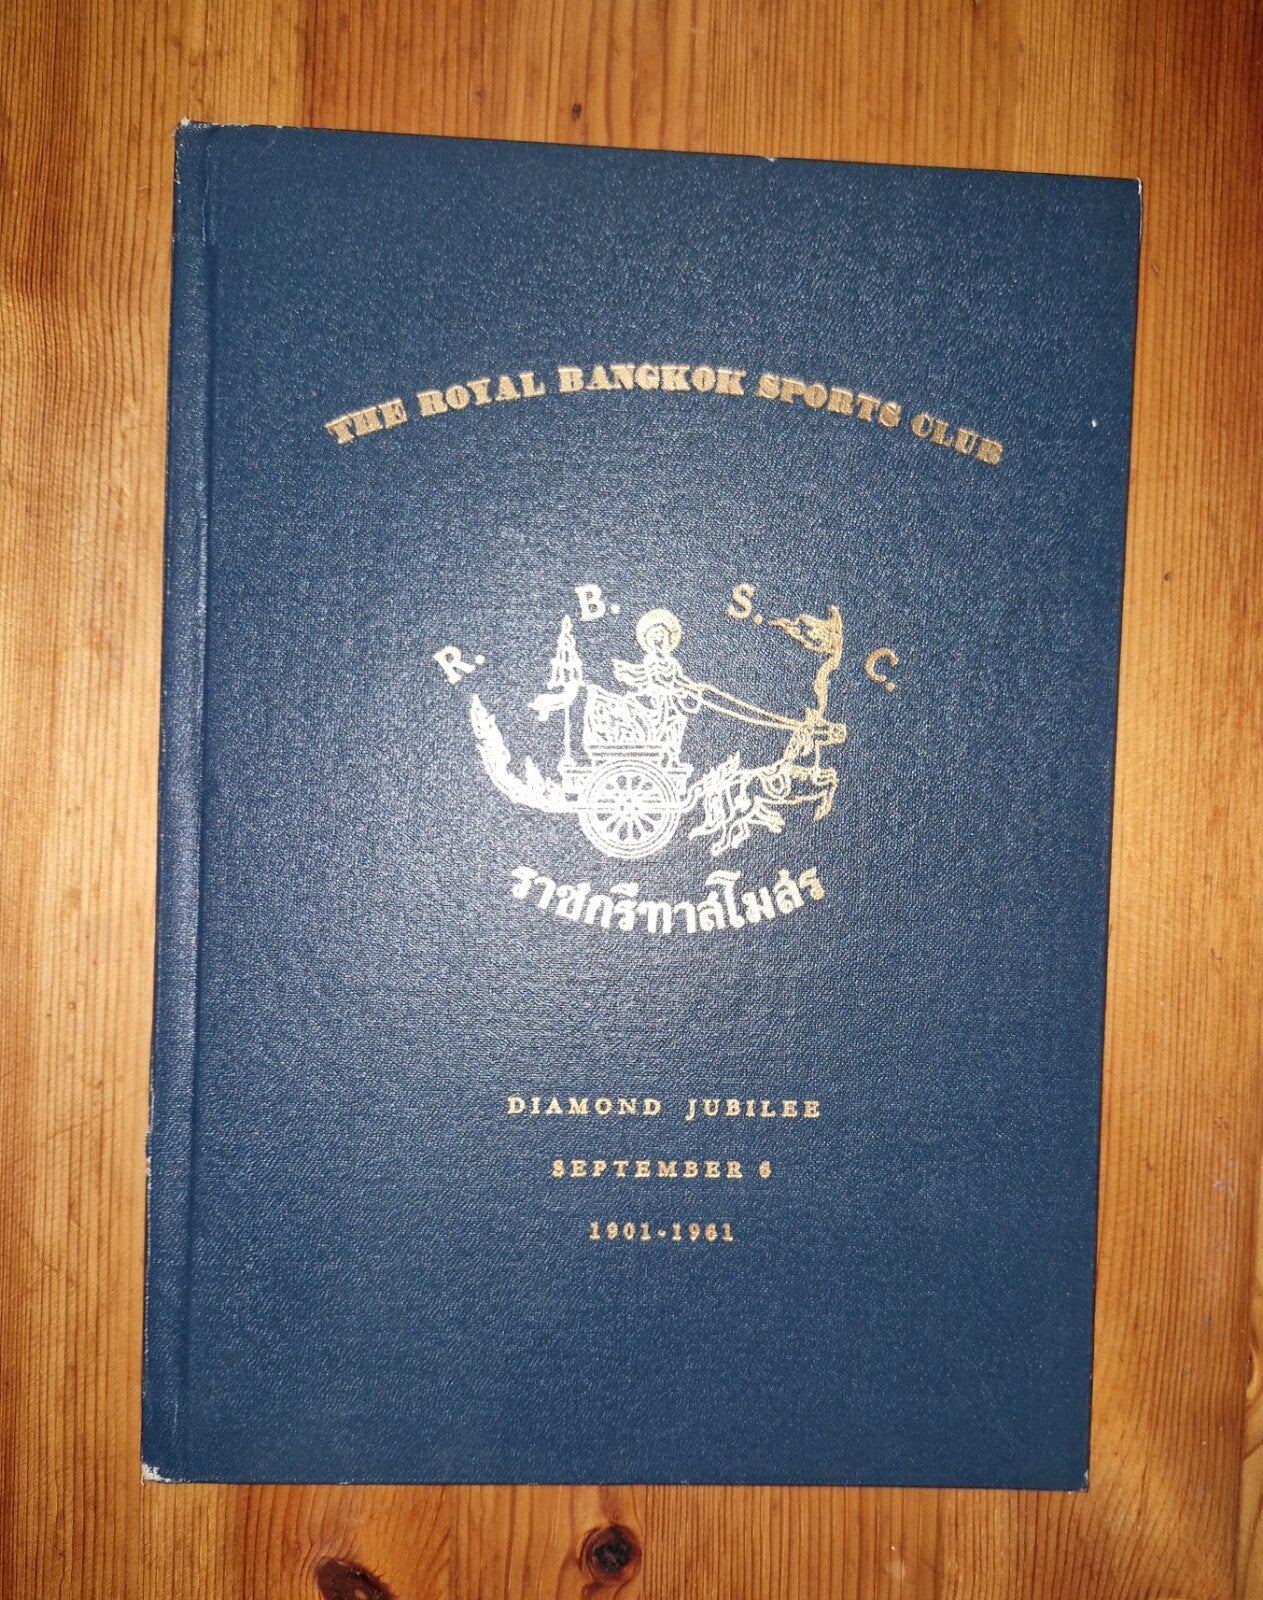 THE ROYAL BANGKOK SPORTS CLUB
R. B. S. C.
ราชกรีฑาสโมสร
DIAMOND JUBILEE
SEPTEMBER 6
1901-1961